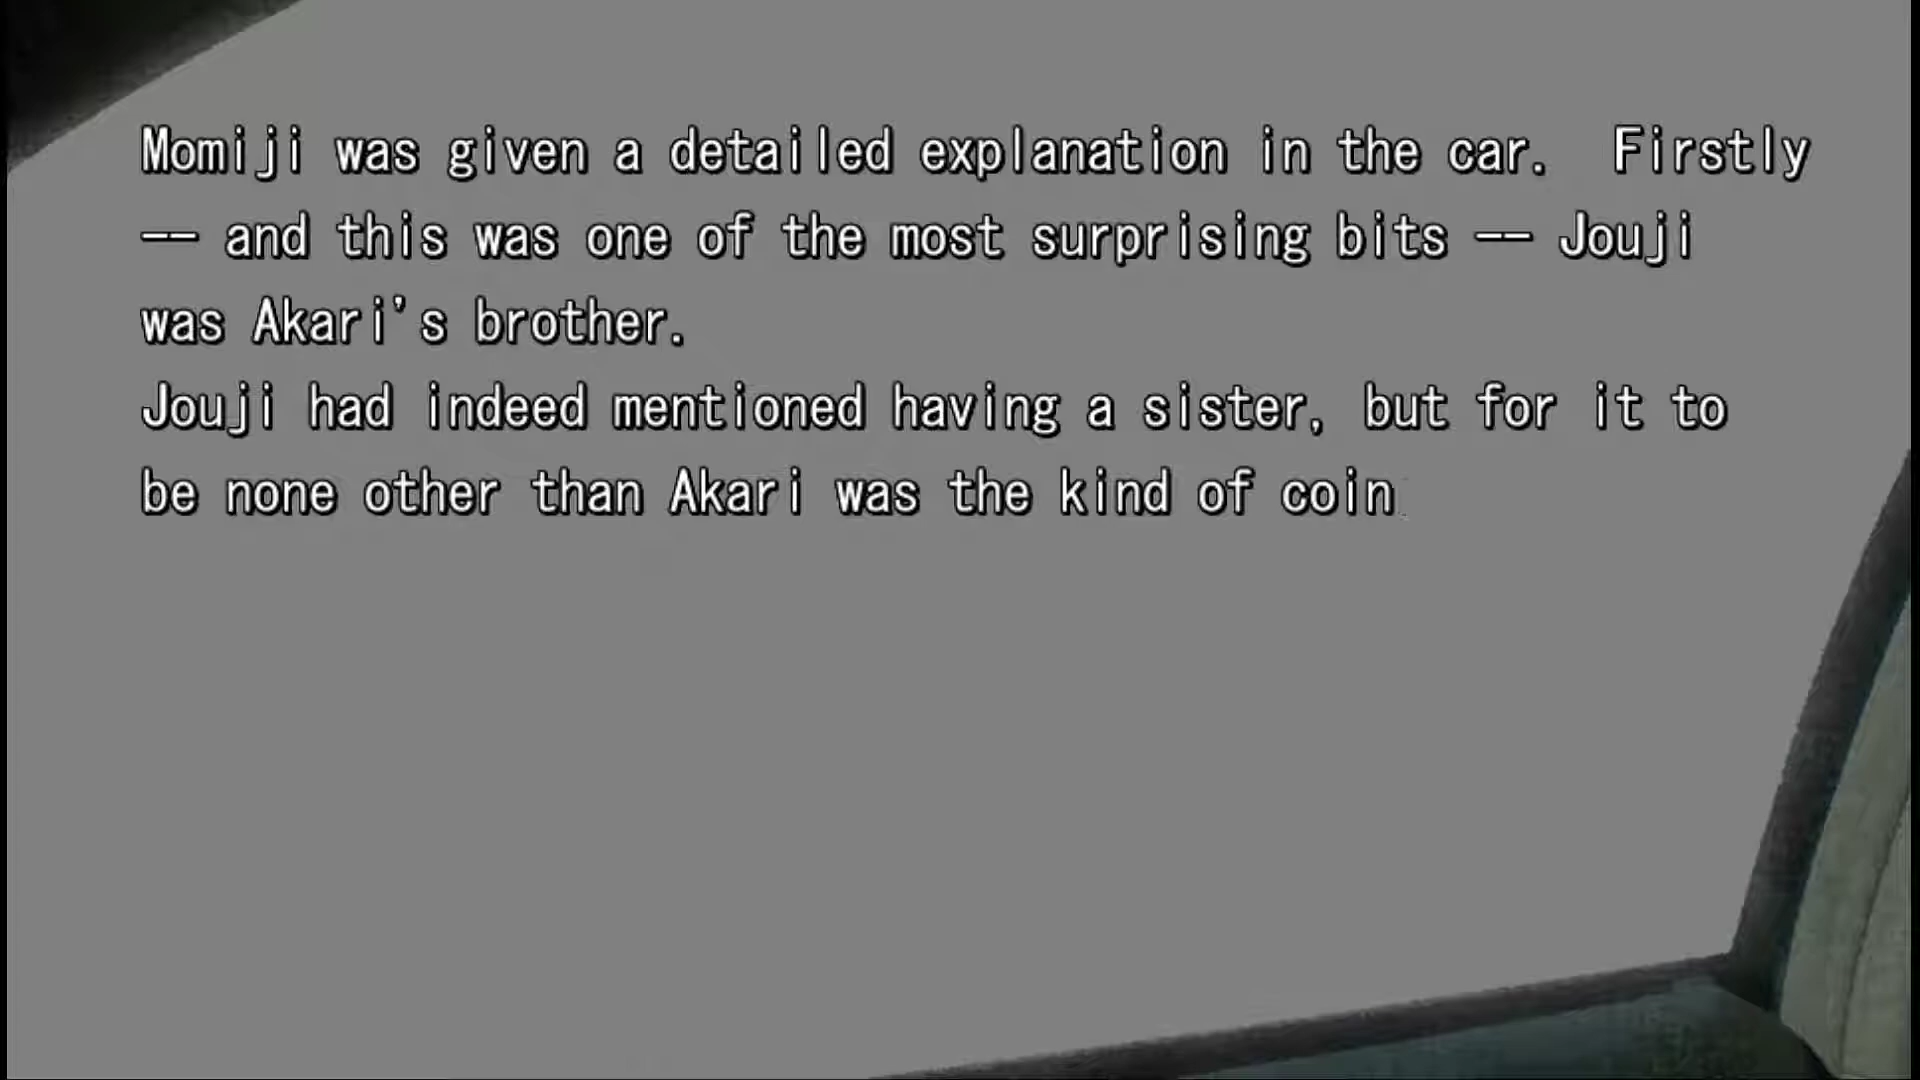 Momiji was given a detailed explanation in the car.  Firstly
-- and this was one of the most surprising bits -- Jouji
was Akari's brother.
Jouji had indeed mentioned having a sister, but for it to
be none other than Akari was the kind of coin